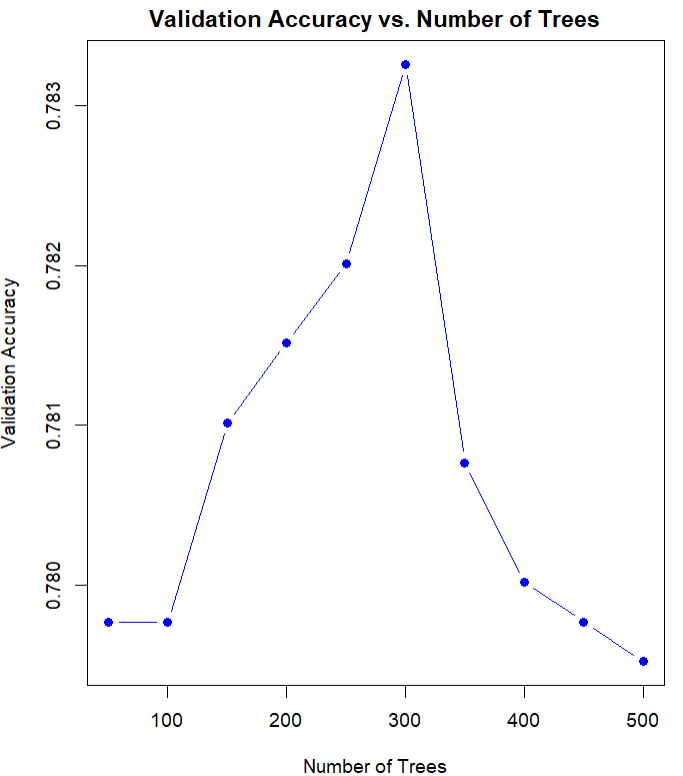 Validation Accuracy vs. Number of Trees
0.783
0.782
0.781
0.780
Validation Accuracy
100 200 300 400 500
Number of Trees